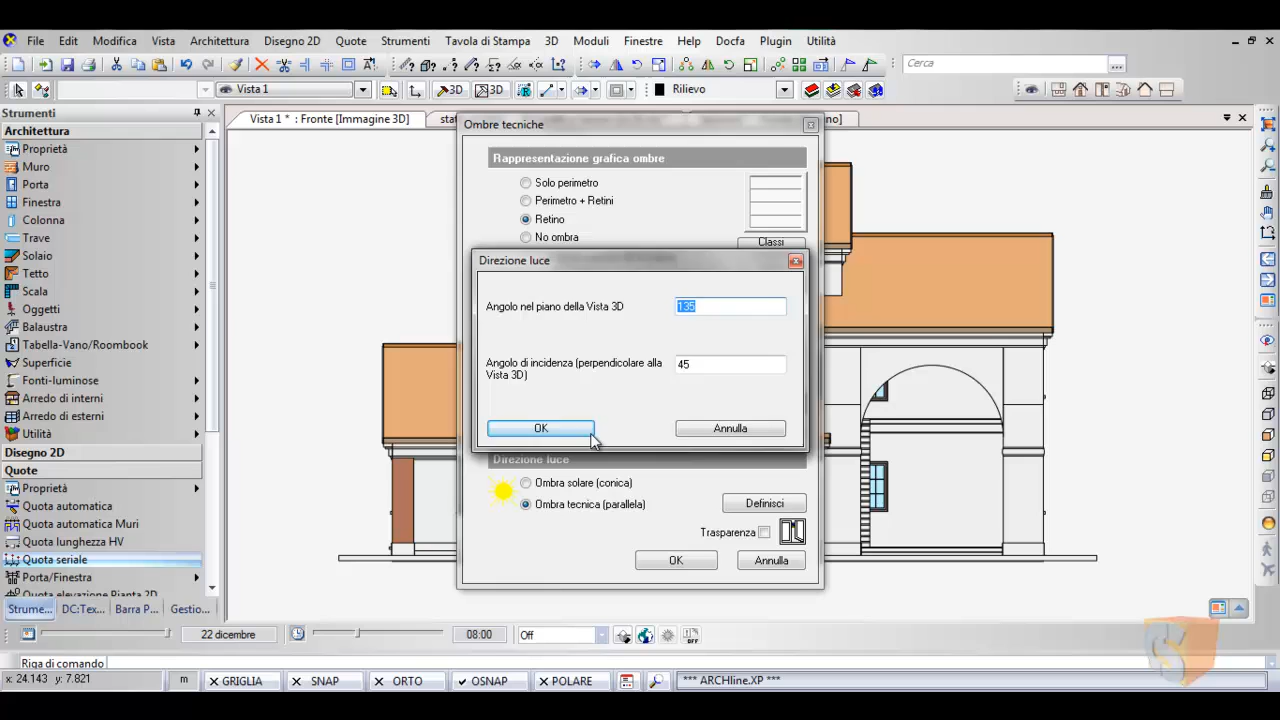 File Edit Modifica Vista Architettura Disegno 2D Quote Strumenti Tavola di Stampa 3D Moduli Finestre Help Docfa Plugin Utilità
Cerca ...
Vista 1 3D 3D Rilievo
Strumenti
Vista 1 * : Fronte [Immagine 3D]
Architettura
Proprietà
Muro
Porta
Finestra
Colonna
Trave
Solaio
Tetto
Scala
Oggetti
Balaustra
Tabella-Vano/Roombook
Superficie
Fonti-luminose
Arredo di interni
Arredo di esterni
Utilità
Disegno 2D
Quote
Proprietà
Quota automatica
Quota automatica Muri
Quota lunghezza HV
Quota seriale
Porta/Finestra
Quota elevazione Pianta 2D
Strume... DC:Tex... Barra P... Gestio...
Ombre tecniche
Rappresentazione grafica ombre
Solo perimetro
Perimetro + Retini
Retino
No ombra
Classi
Direzione luce
Angolo nel piano della Vista 3D 135
Angolo di incidenza (perpendicolare alla
Vista 3D) 45
OK Annulla
Direzione luce
Ombra solare (conica)
Ombra tecnica (parallela) Definisci
Trasparenza
OK Annulla
22 dicembre 08:00 Off OFF
Riga di comando
x: 24.143 y: 7.821 m GRIGLIA SNAP ORTO OSNAP POLARE *** ARCHline.XP ***